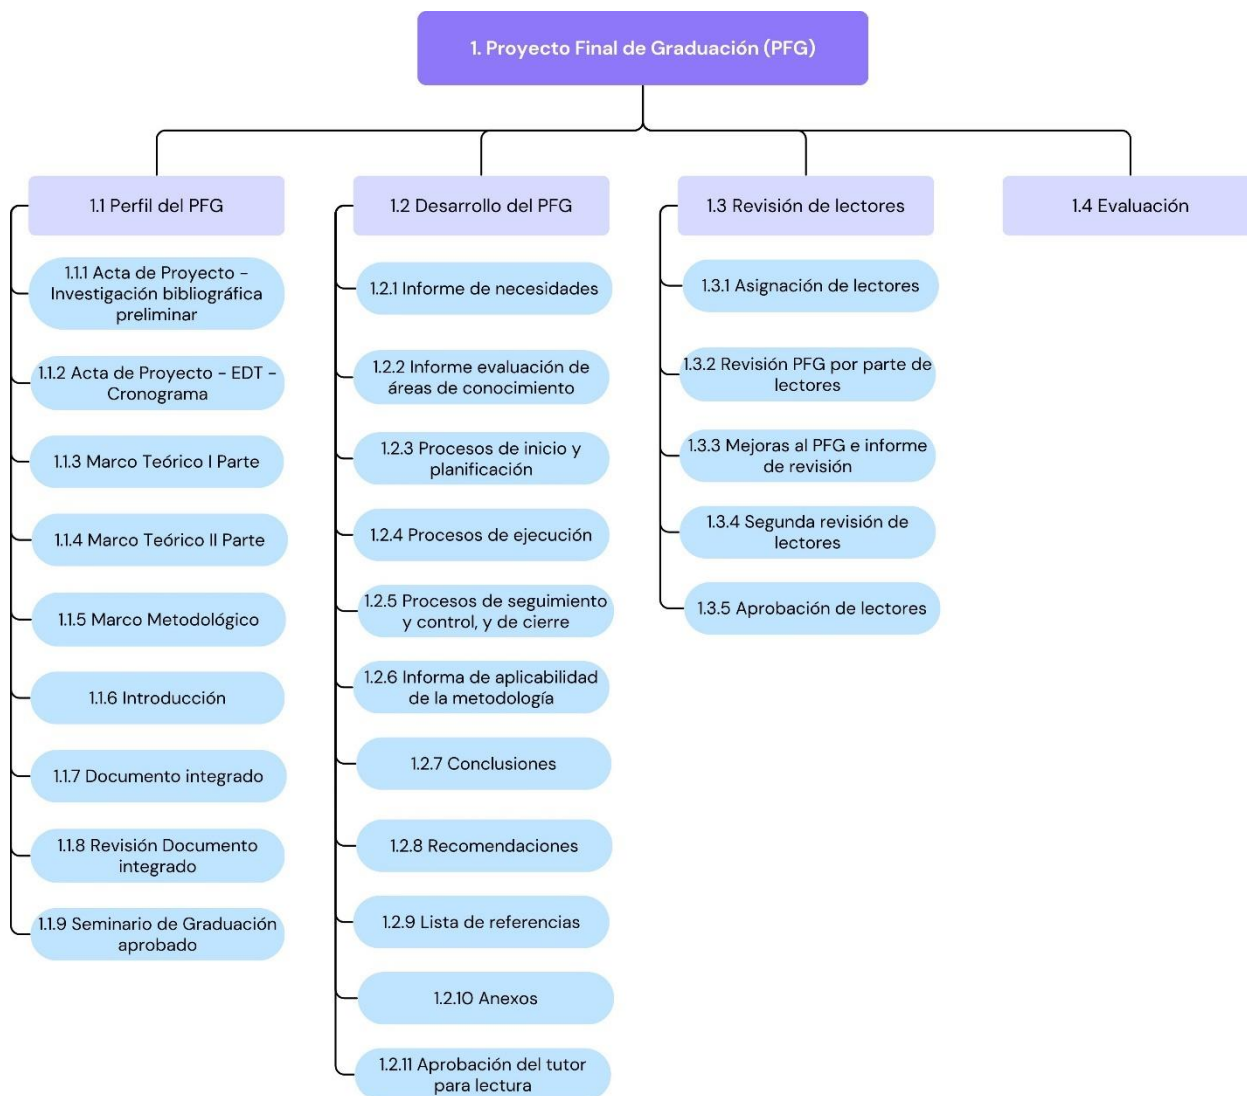 1. Proyecto Final de Graduación (PFG)
1.1 Perfil del PFG
1.1.1 Acta de Proyecto -
Investigación bibliográfica
preliminar
1.1.2 Acta de Proyecto - EDT -
Cronograma
1.1.3 Marco Teórico I Parte
1.1.4 Marco Teórico II Parte
1.1.5 Marco Metodológico
1.1.6 Introducción
1.1.7 Documento integrado
1.1.8 Revisión Documento
integrado
1.1.9 Seminario de Graduación
aprobado
1.2 Desarrollo del PFG
1.2.1 Informe de necesidades
1.2.2 Informe evaluación de
áreas de conocimiento
1.2.3 Procesos de inicio y
planificación
1.2.4 Procesos de ejecución
1.2.5 Procesos de seguimiento
y control, y de cierre
1.2.6 Informa de aplicabilidad
de la metodología
1.2.7 Conclusiones
1.2.8 Recomendaciones
1.2.9 Lista de referencias
1.2.10 Anexos
1.2.11 Aprobación del tutor
para lectura
1.3 Revisión de lectores
1.3.1 Asignación de lectores
1.3.2 Revisión PFG por parte de
lectores
1.3.3 Mejoras al PFG e informe
de revisión
1.3.4 Segunda revisión de
lectores
1.3.5 Aprobación de lectores
1.4 Evaluación